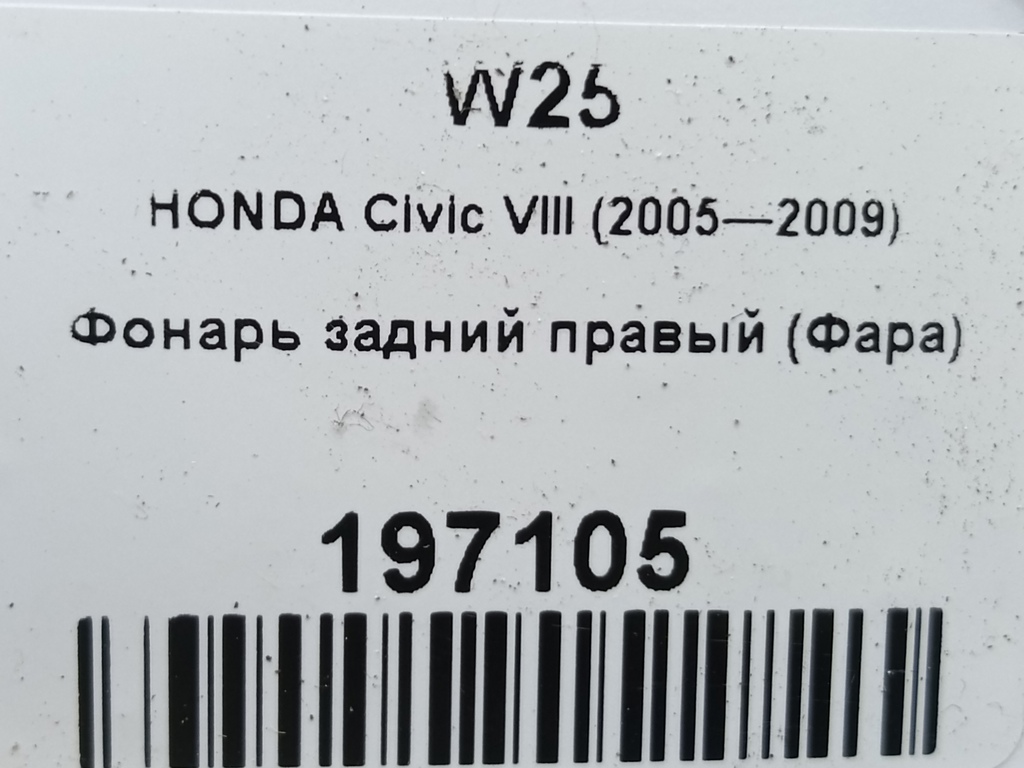 W25
HONDA Civic VIII (2005—2009)
Фонарь задний правый (Фара)
197105